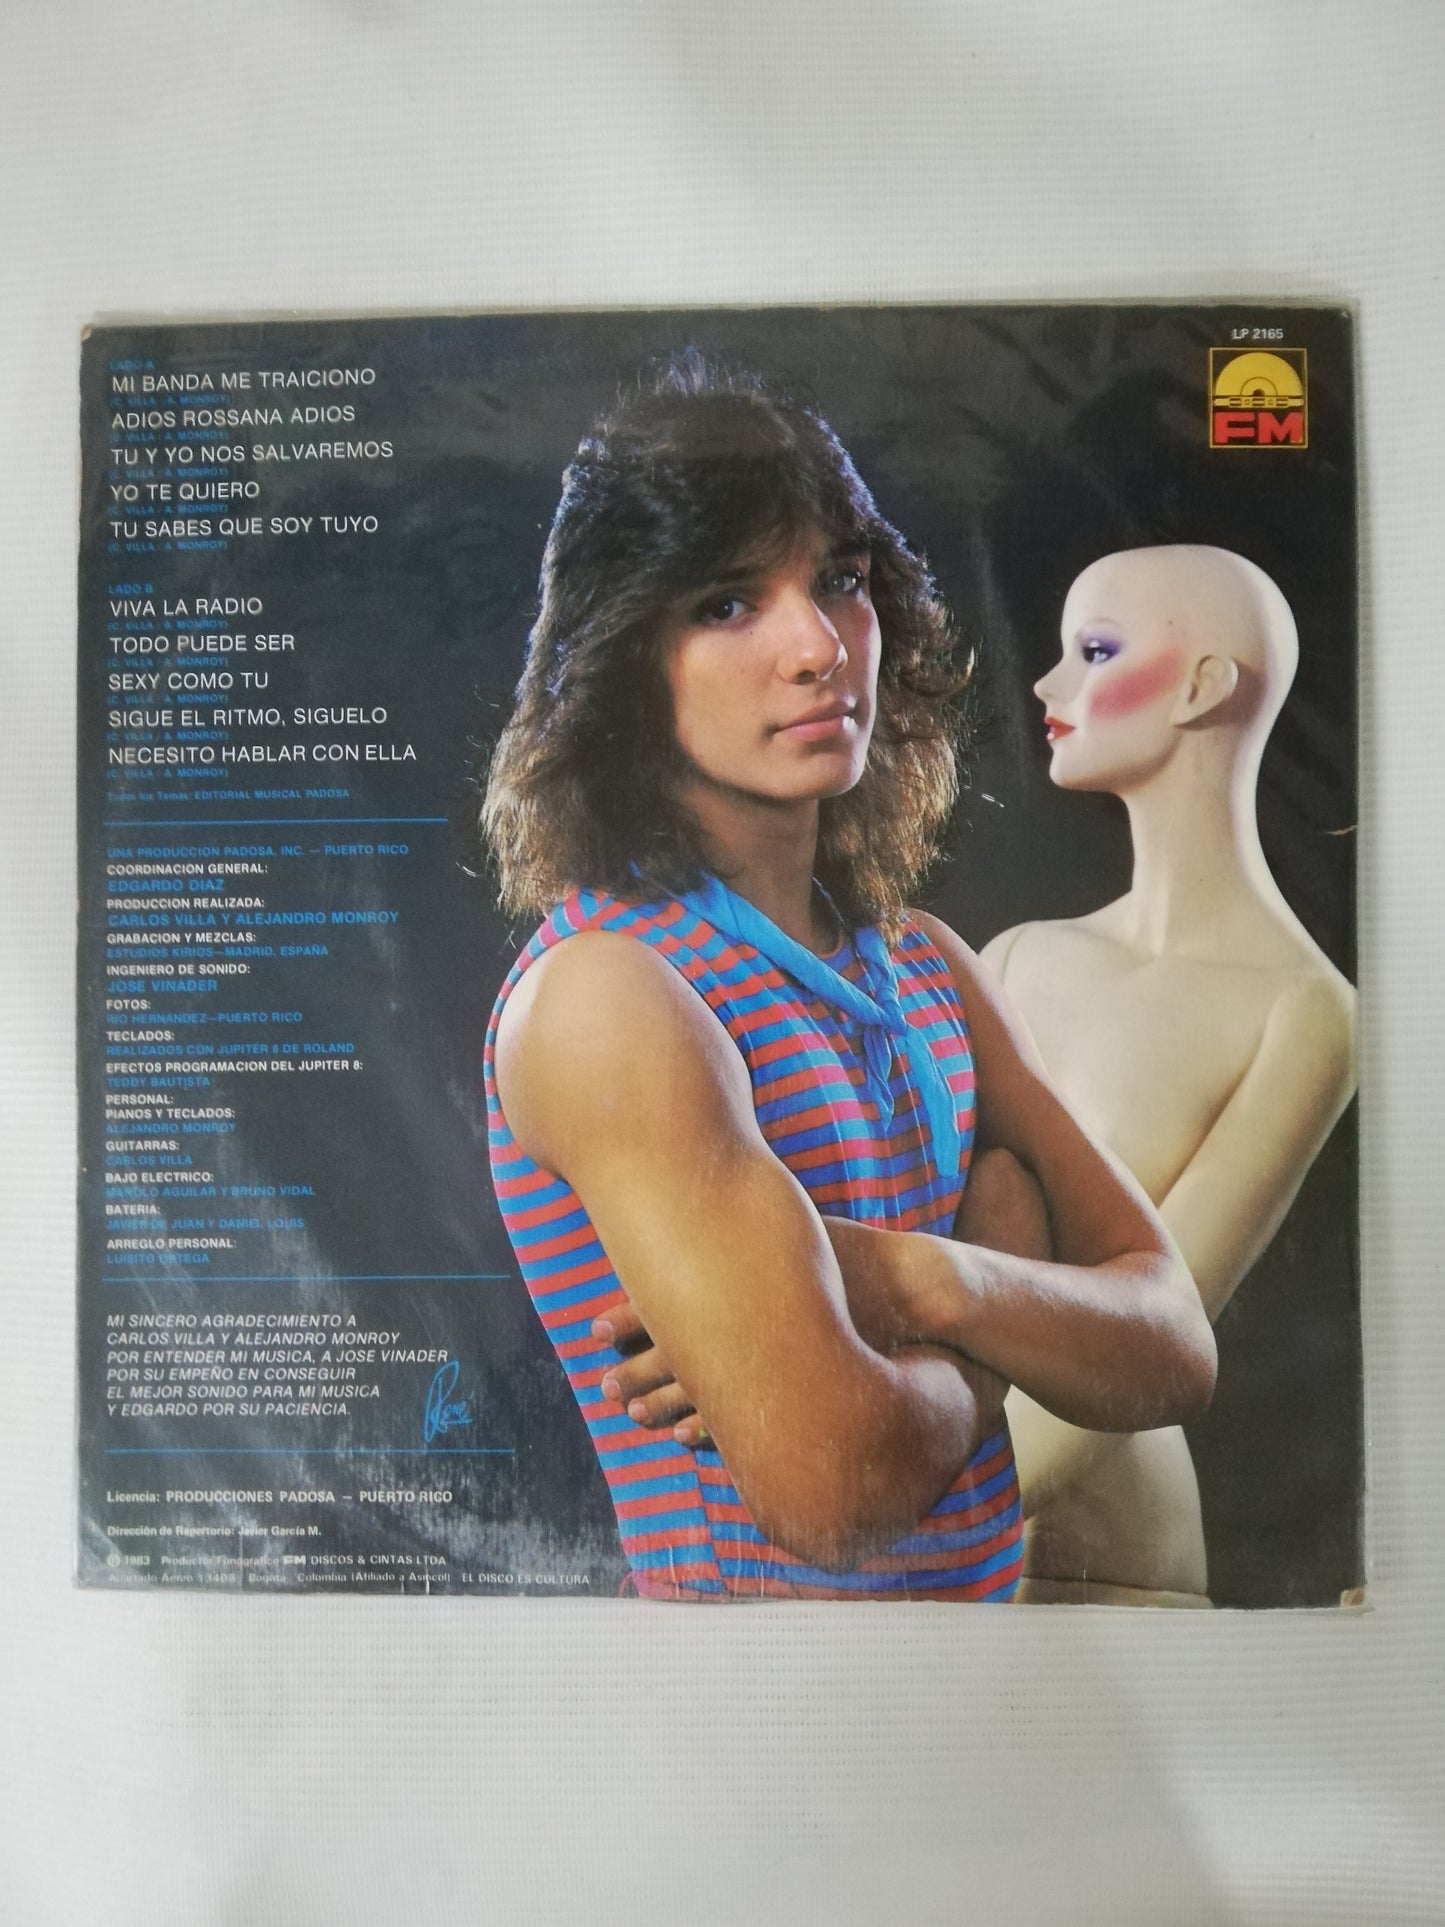 LADO A
MI BANDA ME TRAICIONO
(C. VILLA / A. MONROY)
ADIOS ROSSANA ADIOS
(C. VILLA / A. MONROY)
TU Y YO NOS SALVAREMOS
(C. VILLA / A. MONROY)
YO TE QUIERO
(C. VILLA / A. MONROY)
TU SABES QUE SOY TUYO
(C. VILLA / A. MONROY)
LADO B
VIVA LA RADIO
(C. VILLA / A. MONROY)
TODO PUEDE SER
(C. VILLA / A. MONROY)
SEXY COMO TU
(C. VILLA / A. MONROY)
SIGUE EL RITMO, SIGUELO
(C. VILLA / A. MONROY)
NECESITO HABLAR CON ELLA
(C. VILLA / A. MONROY)
Todos los Temas: EDITORIAL MUSICAL PADOSA
UNA PRODUCCION PADOSA, INC. — PUERTO RICO
COORDINACION GENERAL:
EDGARDO DIAZ
PRODUCCION REALIZADA:
CARLOS VILLA Y ALEJANDRO MONROY
GRABACION Y MEZCLAS:
ESTUDIOS KIRIOS—MADRID, ESPAÑA
INGENIERO DE SONIDO:
JOSE VINADER
FOTOS:
RIO HERNANDEZ—PUERTO RICO
TECLADOS:
REALIZADOS CON JUPITER 8 DE ROLAND
EFECTOS PROGRAMACION DEL JUPITER 8:
TEDDY BAUTISTA
PERSONAL:
PIANOS Y TECLADOS:
ALEJANDRO MONROY
GUITARRAS:
CARLOS VILLA
BAJO ELECTRICO:
MANOLO AGUILAR Y BRUNO VIDAL
BATERIA:
JAVIER DE JUAN Y DANIEL LOUIS
ARREGLO PERSONAL:
LUISITO ORTEGA
MI SINCERO AGRADECIMIENTO A
CARLOS VILLA Y ALEJANDRO MONROY
POR ENTENDER MI MUSICA, A JOSE VINADER
POR SU EMPEÑO EN CONSEGUIR
EL MEJOR SONIDO PARA MI MUSICA
Y EDGARDO POR SU PACIENCIA.
René
Licencia: PRODUCCIONES PADOSA — PUERTO RICO
Dirección de Repertorio: Javier García M.
Ⓟ 1983 Productor Fonográfico FM DISCOS & CINTAS LTDA
Apartado Aéreo 13408 Bogotá Colombia (Afiliado a Asincol) EL DISCO ES CULTURA
LP 2165
FM